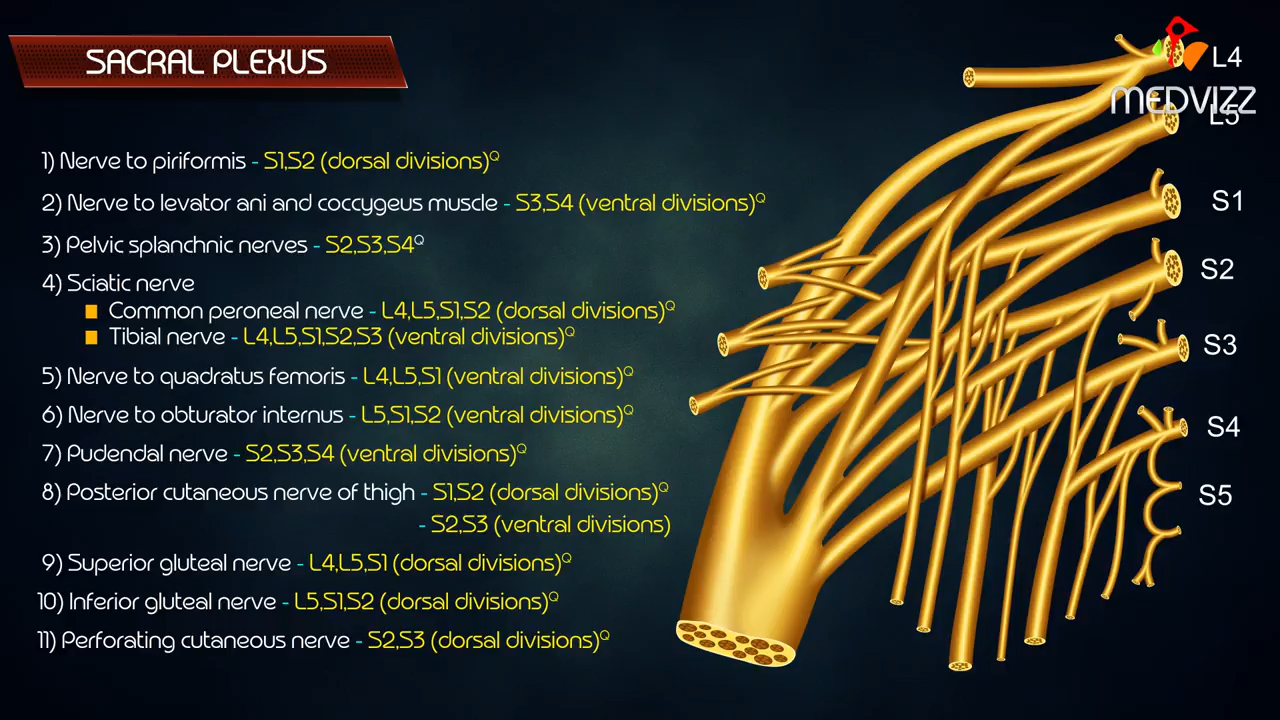 SACRAL PLEXUS
1) Nerve to piriformis - S1,S2 (dorsal divisions)Q
2) Nerve to levator ani and coccygeus muscle - S3,S4 (ventral divisions)Q
3) Pelvic splanchnic nerves - S2,S3,S4Q
4) Sciatic nerve
Common peroneal nerve - L4,L5,S1,S2 (dorsal divisions)Q
Tibial nerve - L4,L5,S1,S2,S3 (ventral divisions)Q
5) Nerve to quadratus femoris - L4,L5,S1 (ventral divisions)Q
6) Nerve to obturator internus - L5,S1,S2 (ventral divisions)Q
7) Pudendal nerve - S2,S3,S4 (ventral divisions)Q
8) Posterior cutaneous nerve of thigh - S1,S2 (dorsal divisions)Q
- S2,S3 (ventral divisions)
9) Superior gluteal nerve - L4,L5,S1 (dorsal divisions)Q
10) Inferior gluteal nerve - L5,S1,S2 (dorsal divisions)Q
11) Perforating cutaneous nerve - S2,S3 (dorsal divisions)Q
L4
MEDVIZZ
L5
S1
S2
S3
S4
S5